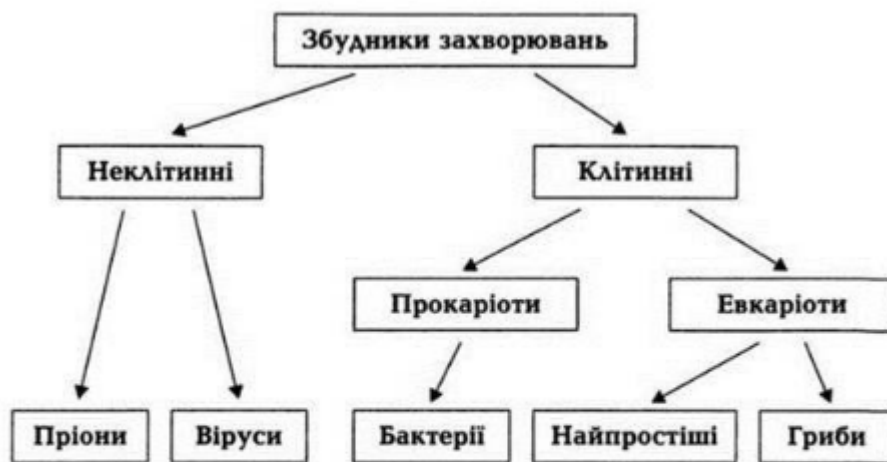 Збудники захворювань
Неклітинні
Клітинні
Прокаріоти
Евкаріоти
Пріони
Віруси
Бактерії
Найпростіші
Гриби